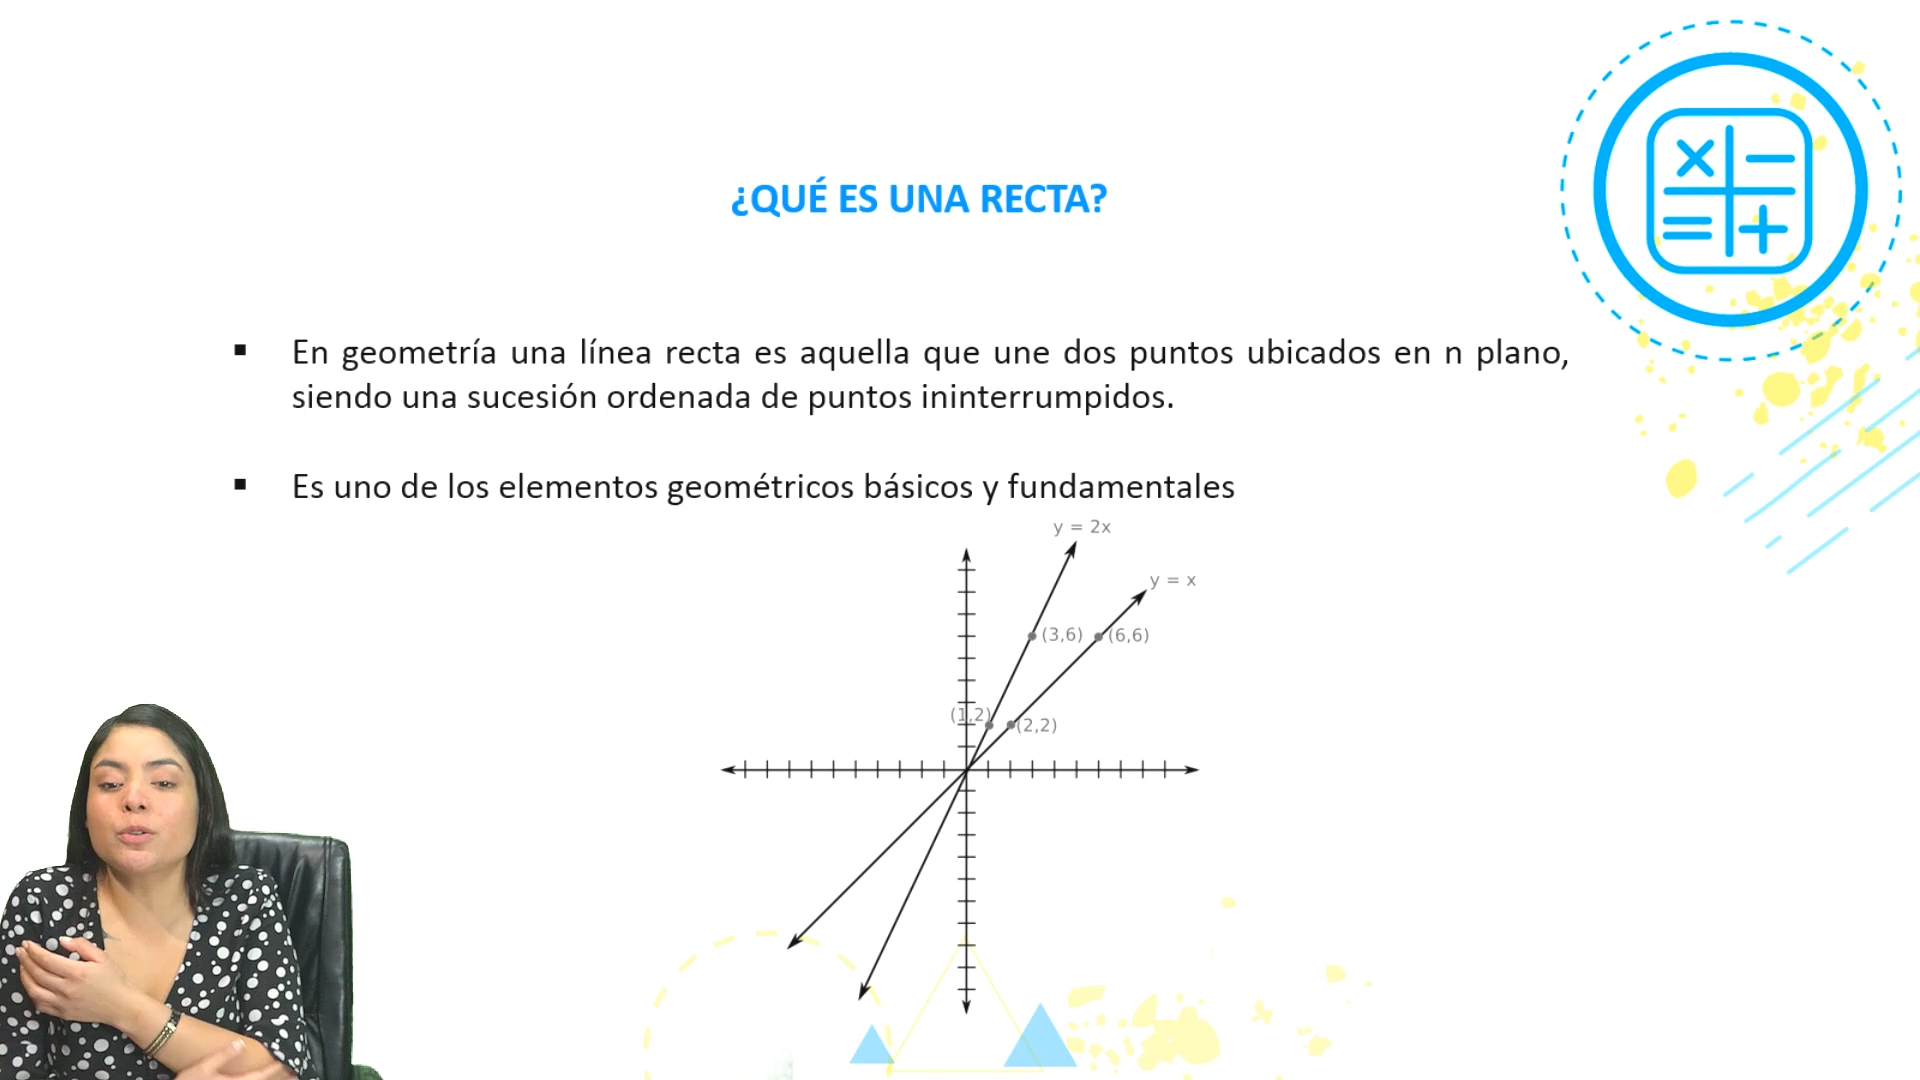 ¿QUÉ ES UNA RECTA?
▪ En geometría una línea recta es aquella que une dos puntos ubicados en n plano,
siendo una sucesión ordenada de puntos ininterrumpidos.
▪ Es uno de los elementos geométricos básicos y fundamentales
y = 2x
y = x
(3,6)
(6,6)
(1,2)
(2,2)